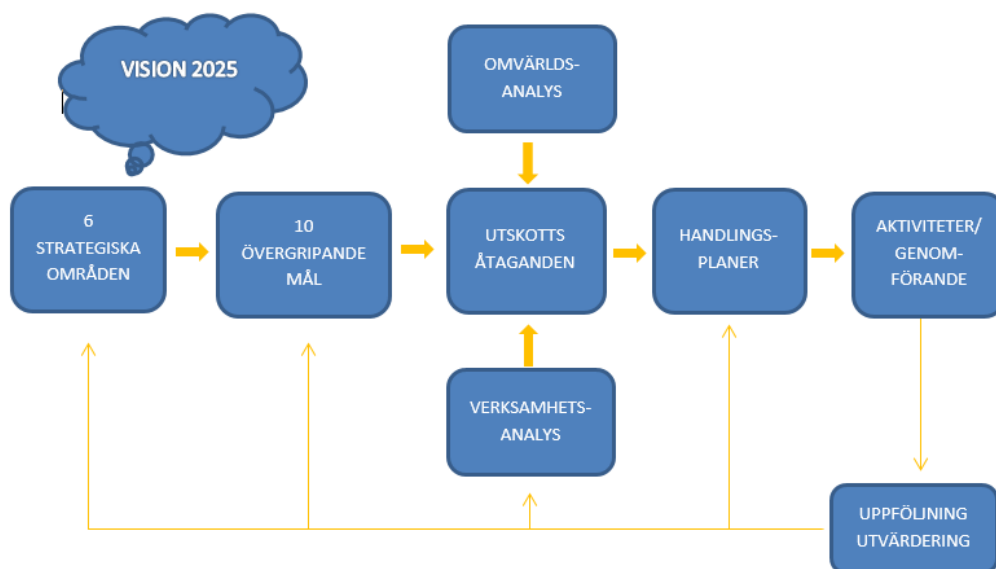 VISION 2025
OMVÄRLDS-
ANALYS
6
STRATEGISKA
OMRÅDEN
10
ÖVERGRIPANDE
MÅL
UTSKOTTS
ÅTAGANDEN
HANDLINGS-
PLANER
AKTIVITETER/
GENOM-
FÖRANDE
VERKSAMHETS-
ANALYS
UPPFÖLJNING
UTVÄRDERING